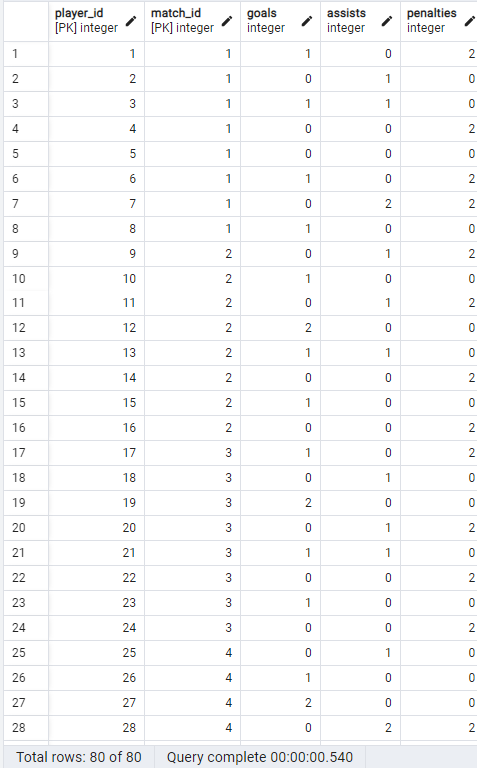 player_id match_id goals assists penalties
[PK] integer [PK] integer integer integer integer
1 1 1 1 0 2
2 2 1 0 1 0
3 3 1 1 1 0
4 4 1 0 0 2
5 5 1 0 0 0
6 6 1 1 0 2
7 7 1 0 2 2
8 8 1 1 0 0
9 9 2 0 1 2
10 10 2 1 0 0
11 11 2 0 1 2
12 12 2 2 0 0
13 13 2 1 1 0
14 14 2 0 0 2
15 15 2 1 0 0
16 16 2 0 0 2
17 17 3 1 0 2
18 18 3 0 1 0
19 19 3 2 0 0
20 20 3 0 1 2
21 21 3 1 1 0
22 22 3 0 0 2
23 23 3 1 0 0
24 24 3 0 0 2
25 25 4 0 1 0
26 26 4 1 0 0
27 27 4 2 0 0
28 28 4 0 2 2
Total rows: 80 of 80 Query complete 00:00:00.540